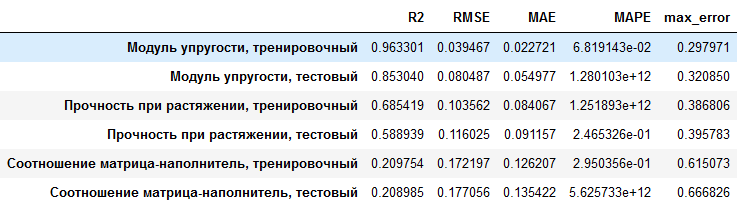 R2 RMSE MAE MAPE max_error
Модуль упругости, тренировочный 0.963301 0.039467 0.022721 6.819143e-02 0.297971
Модуль упругости, тестовый 0.853040 0.080487 0.054977 1.280103e+12 0.320850
Прочность при растяжении, тренировочный 0.685419 0.103562 0.084067 1.251893e+12 0.386806
Прочность при растяжении, тестовый 0.588939 0.116025 0.091157 2.465326e-01 0.395783
Соотношение матрица-наполнитель, тренировочный 0.209754 0.172197 0.126207 2.950356e-01 0.615073
Соотношение матрица-наполнитель, тестовый 0.208985 0.177056 0.135422 5.625733e+12 0.666826